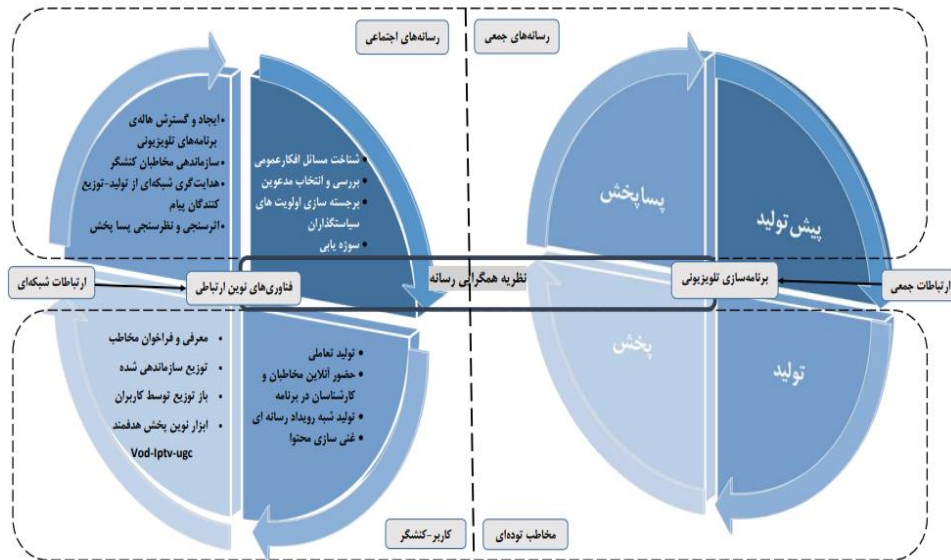 رسانه‌های جمعی
رسانه‌های اجتماعی
پیش تولید
پساپخش
شناخت مسائل افکارعمومی
بررسی و انتخاب مدعوین
برجسته سازی اولویت های
سیاستگذاران
سوژه یابی
ایجاد و گسترش هاله‌ی
برنامه‌های تلویزیونی
سازماندهی مخاطبان کنشگر
هدایت‌گری شبکه‌ای از تولید-توزیع
کنندگان پیام
اثرسنجی و نظرسنجی پسا پخش
ارتباطات جمعی
برنامه‌سازی تلویزیونی
نظریه همگرایی رسانه
فناوری‌های نوین ارتباطی
ارتباطات شبکه‌ای
تولید
پخش
تولید تعاملی
حضور آنلاین مخاطبان و
کارشناسان در برنامه
تولید شبه رویداد رسانه ای
غنی سازی محتوا
معرفی و فراخوان مخاطب
توزیع سازماندهی شده
باز توزیع توسط کاربران
ابزار نوین پخش هدفمند
Vod-Iptv-ugc
مخاطب توده‌ای
کاربر-کنشگر